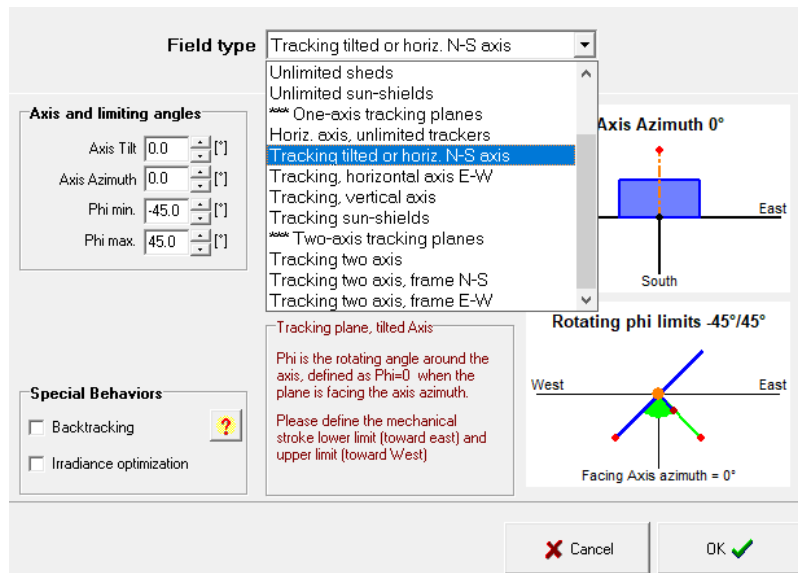 Field type Tracking tilted or horiz. N-S axis
Unlimited sheds
Unlimited sun-shields
*** One-axis tracking planes
Horiz. axis, unlimited trackers
Tracking tilted or horiz. N-S axis
Tracking, horizontal axis E-W
Tracking, vertical axis
Tracking sun-shields
*** Two-axis tracking planes
Tracking two axis
Tracking two axis, frame N-S
Tracking two axis, frame E-W
Axis and limiting angles
Axis Tilt 0.0 [°]
Axis Azimuth 0.0 [°]
Phi min. -45.0 [°]
Phi max. 45.0 [°]
Axis Azimuth 0°
East
South
Tracking plane, tilted Axis
Phi is the rotating angle around the
axis, defined as Phi=0 when the
plane is facing the axis azimuth.
Please define the mechanical
stroke lower limit (toward east) and
upper limit (toward West)
Rotating phi limits -45°/45°
West
East
Facing Axis azimuth = 0°
Special Behaviors
Backtracking
?
Irradiance optimization
Cancel
OK